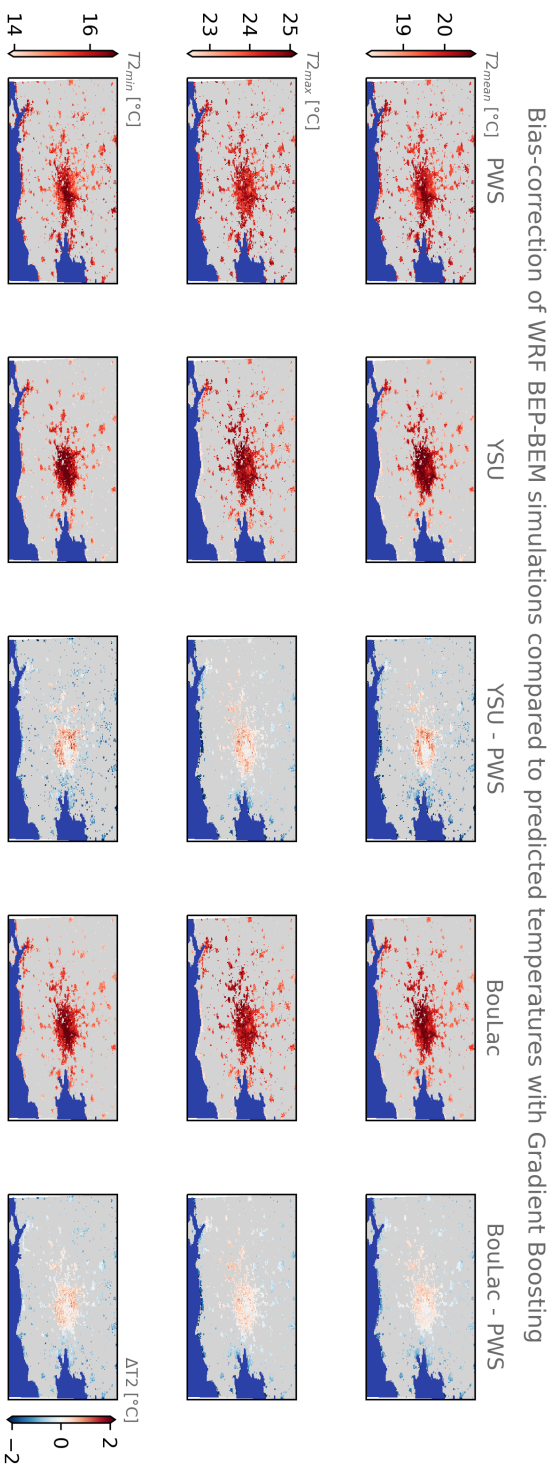 Bias-correction of WRF BEP-BEM simulations compared to predicted temperatures with Gradient Boosting
PWS
YSU
YSU - PWS
BouLac
BouLac - PWS
T2mean [°C]
19
20
T2max [°C]
23
24
25
T2min [°C]
14
16
ΔT2 [°C]
−2
0
2